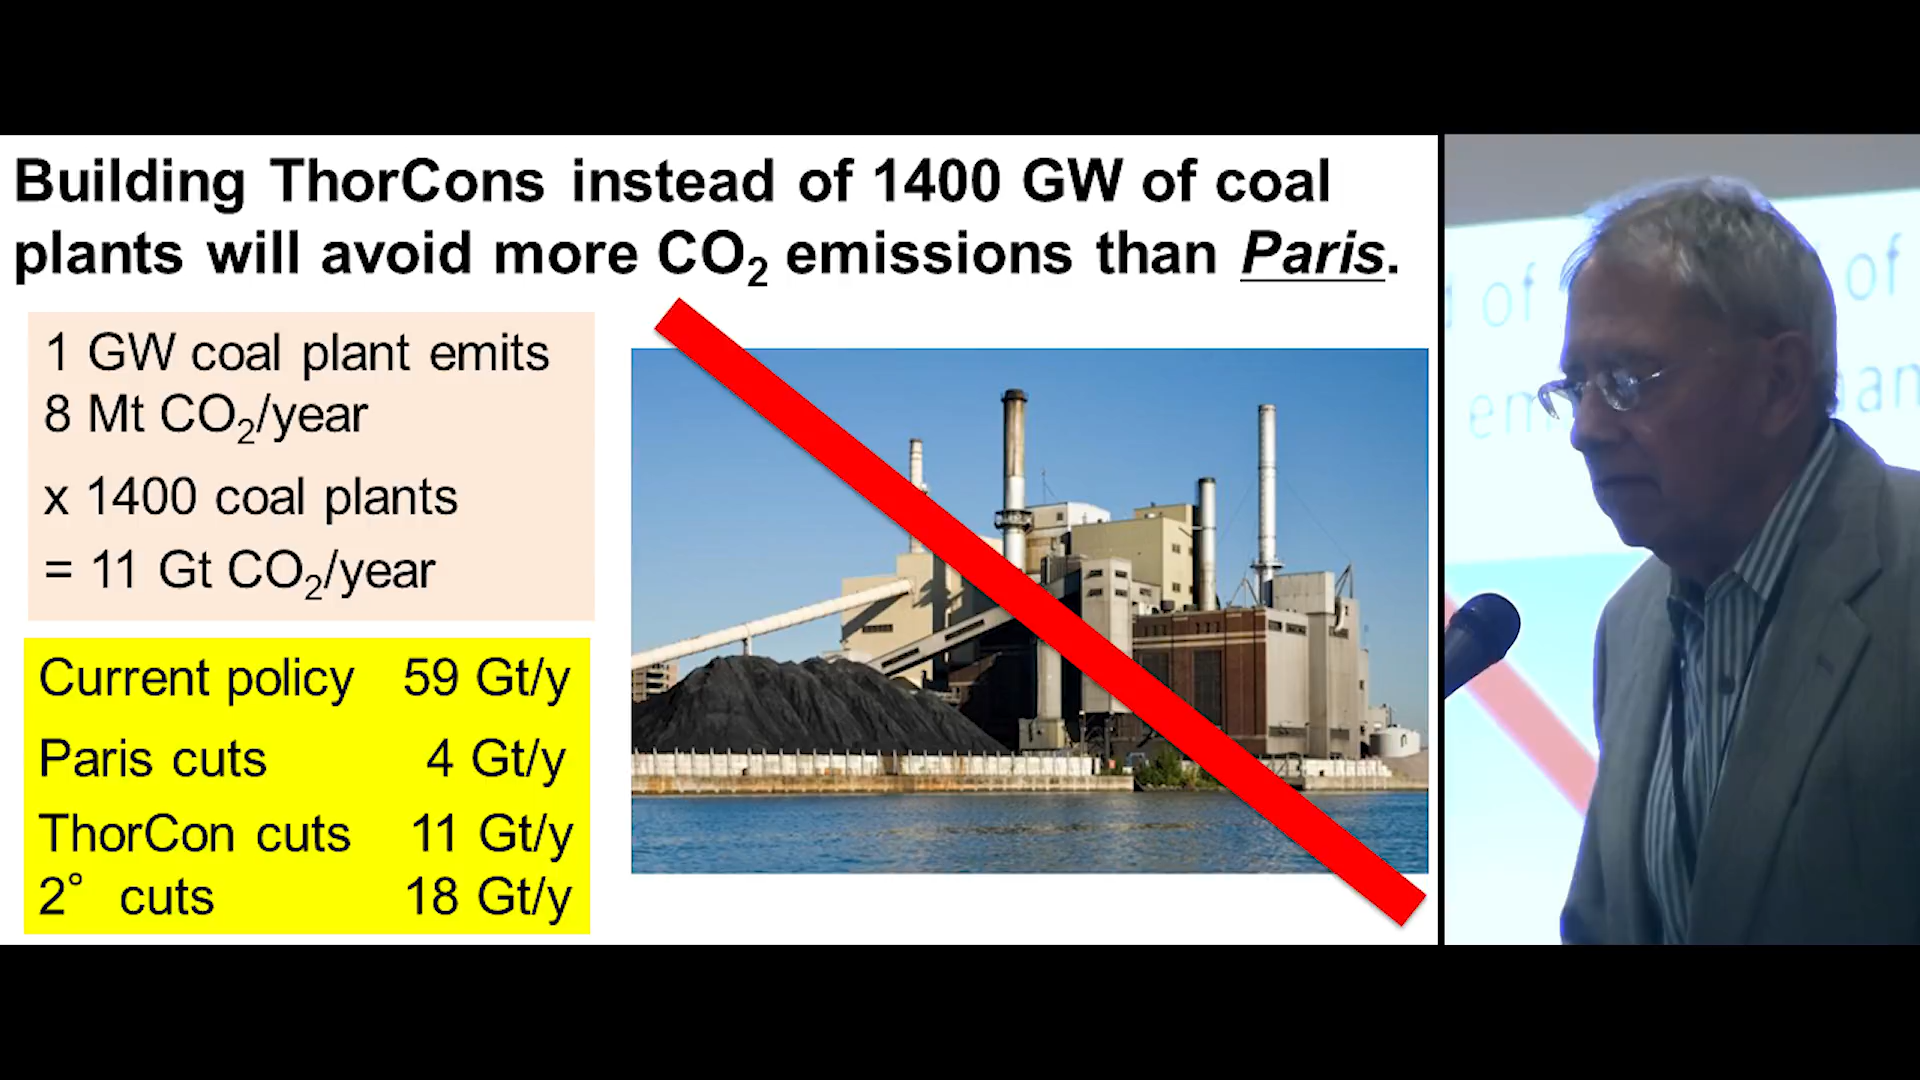 Building ThorCons instead of 1400 GW of coal
plants will avoid more CO₂ emissions than Paris.
1 GW coal plant emits
8 Mt CO₂/year
x 1400 coal plants
= 11 Gt CO₂/year
Current policy 59 Gt/y
Paris cuts 4 Gt/y
ThorCon cuts 11 Gt/y
2° cuts 18 Gt/y
of of